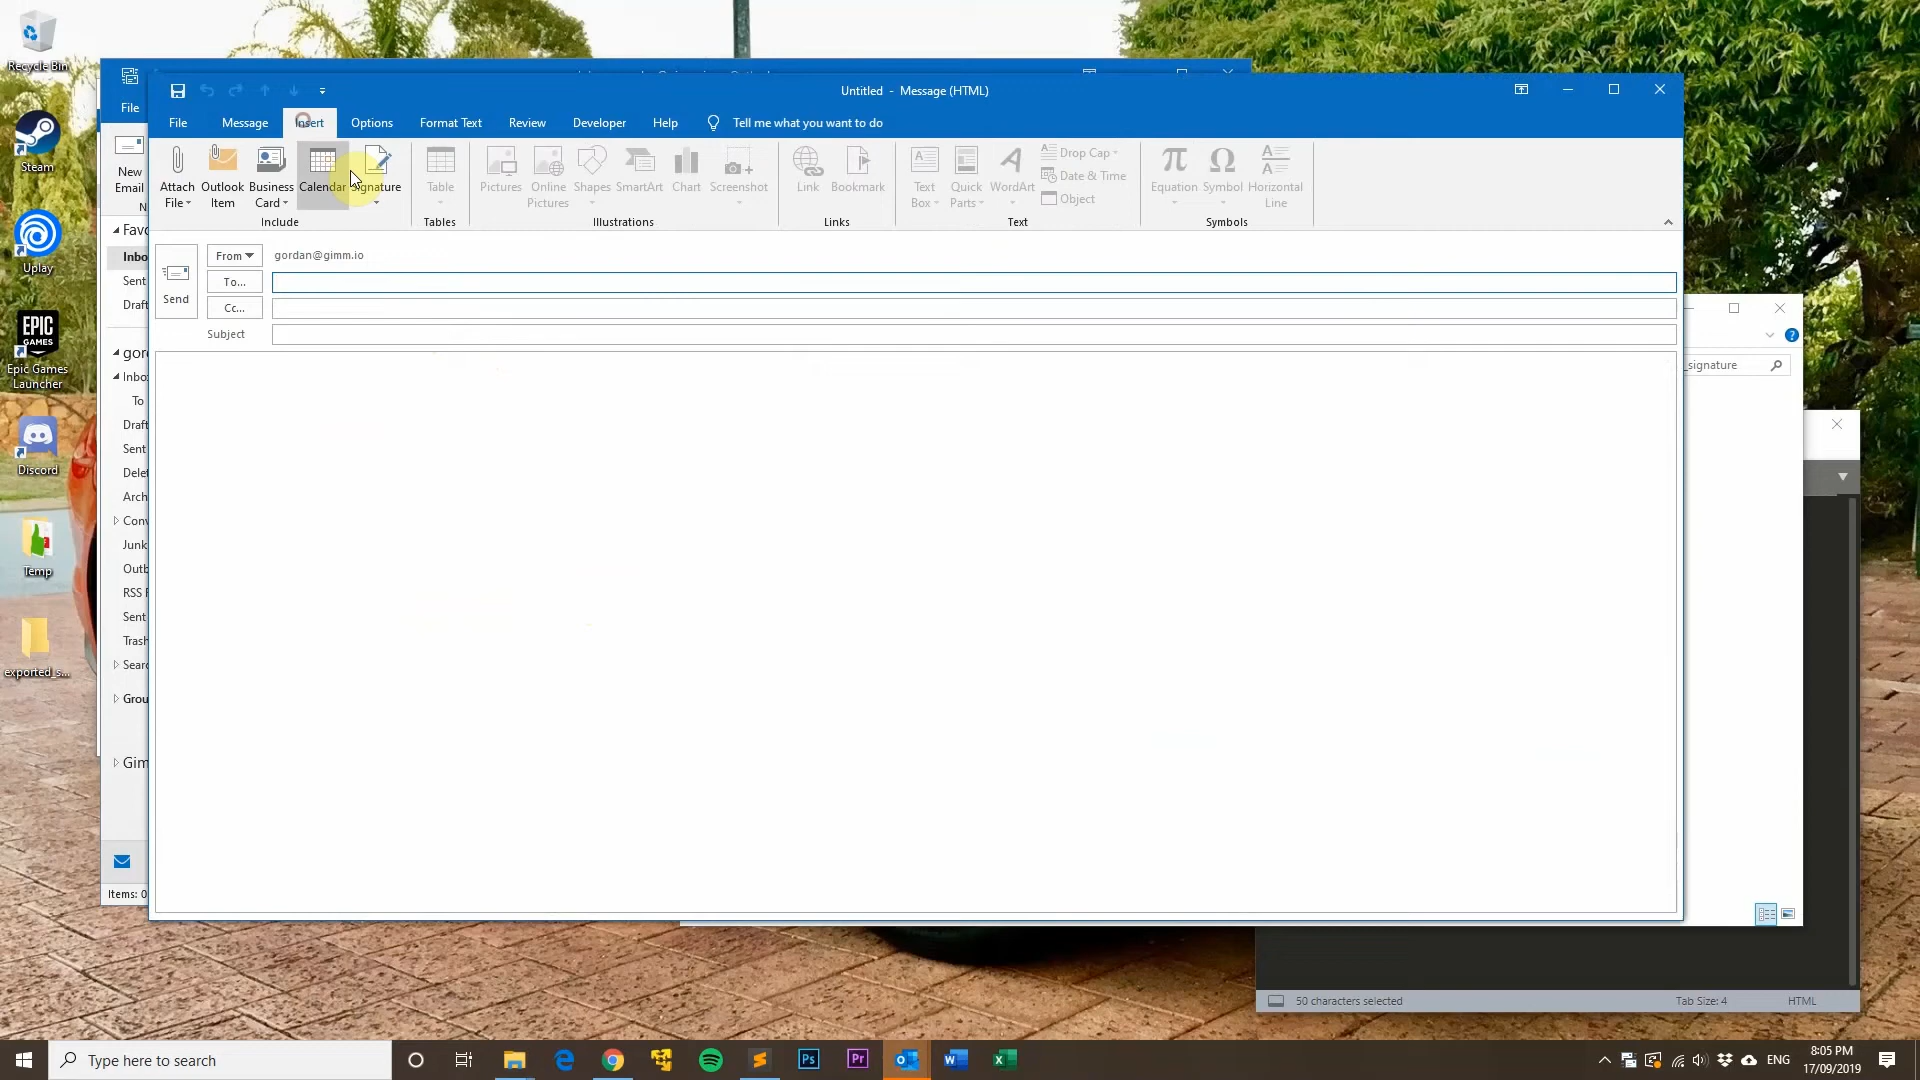 Recycle Bin
Steam
Uplay
Epic Games
Launcher
Discord
Temp
exported_s...
File
New
Email
Favo
Inbo
Sent
Draft
gor
Inbo
To
Draft
Sent
Delet
Arch
Conv
Junk
Outb
RSS F
Sent
Trash
Searc
Grou
Gim
Items: 0
Untitled - Message (HTML)
File Message Insert Options Format Text Review Developer Help Tell me what you want to do
Attach File
Outlook Item
Business Card
Calendar
Signature
Table
Pictures
Online Pictures
Shapes
SmartArt
Chart
Screenshot
Link
Bookmark
Text Box
Quick Parts
WordArt
Drop Cap
Date & Time
Object
Equation
Symbol
Horizontal Line
Include Tables Illustrations Links Text Symbols
From gordan@gimm.io
To...
Cc...
Subject
Send
_signature
50 characters selected Tab Size: 4 HTML
Type here to search
ENG
8:05 PM
17/09/2019